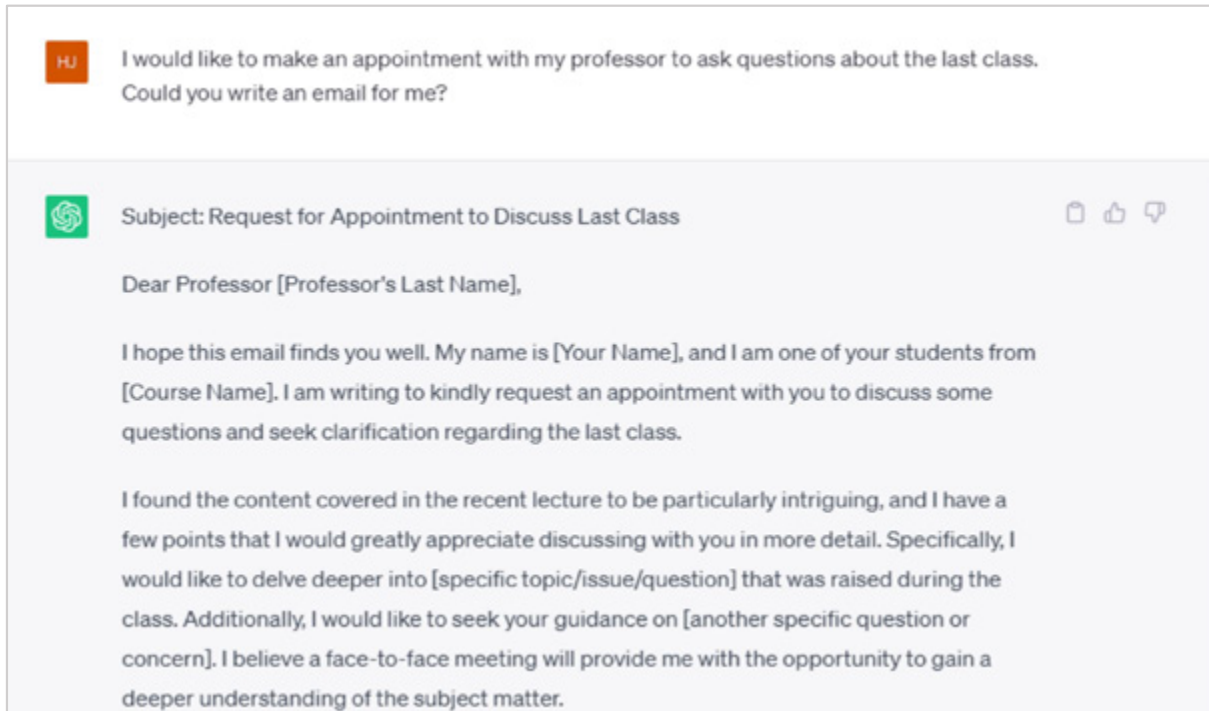 HJ
I would like to make an appointment with my professor to ask questions about the last class.
Could you write an email for me?
Subject: Request for Appointment to Discuss Last Class
Dear Professor [Professor's Last Name],
I hope this email finds you well. My name is [Your Name], and I am one of your students from
[Course Name]. I am writing to kindly request an appointment with you to discuss some
questions and seek clarification regarding the last class.
I found the content covered in the recent lecture to be particularly intriguing, and I have a
few points that I would greatly appreciate discussing with you in more detail. Specifically, I
would like to delve deeper into [specific topic/issue/question] that was raised during the
class. Additionally, I would like to seek your guidance on [another specific question or
concern]. I believe a face-to-face meeting will provide me with the opportunity to gain a
deeper understanding of the subject matter.